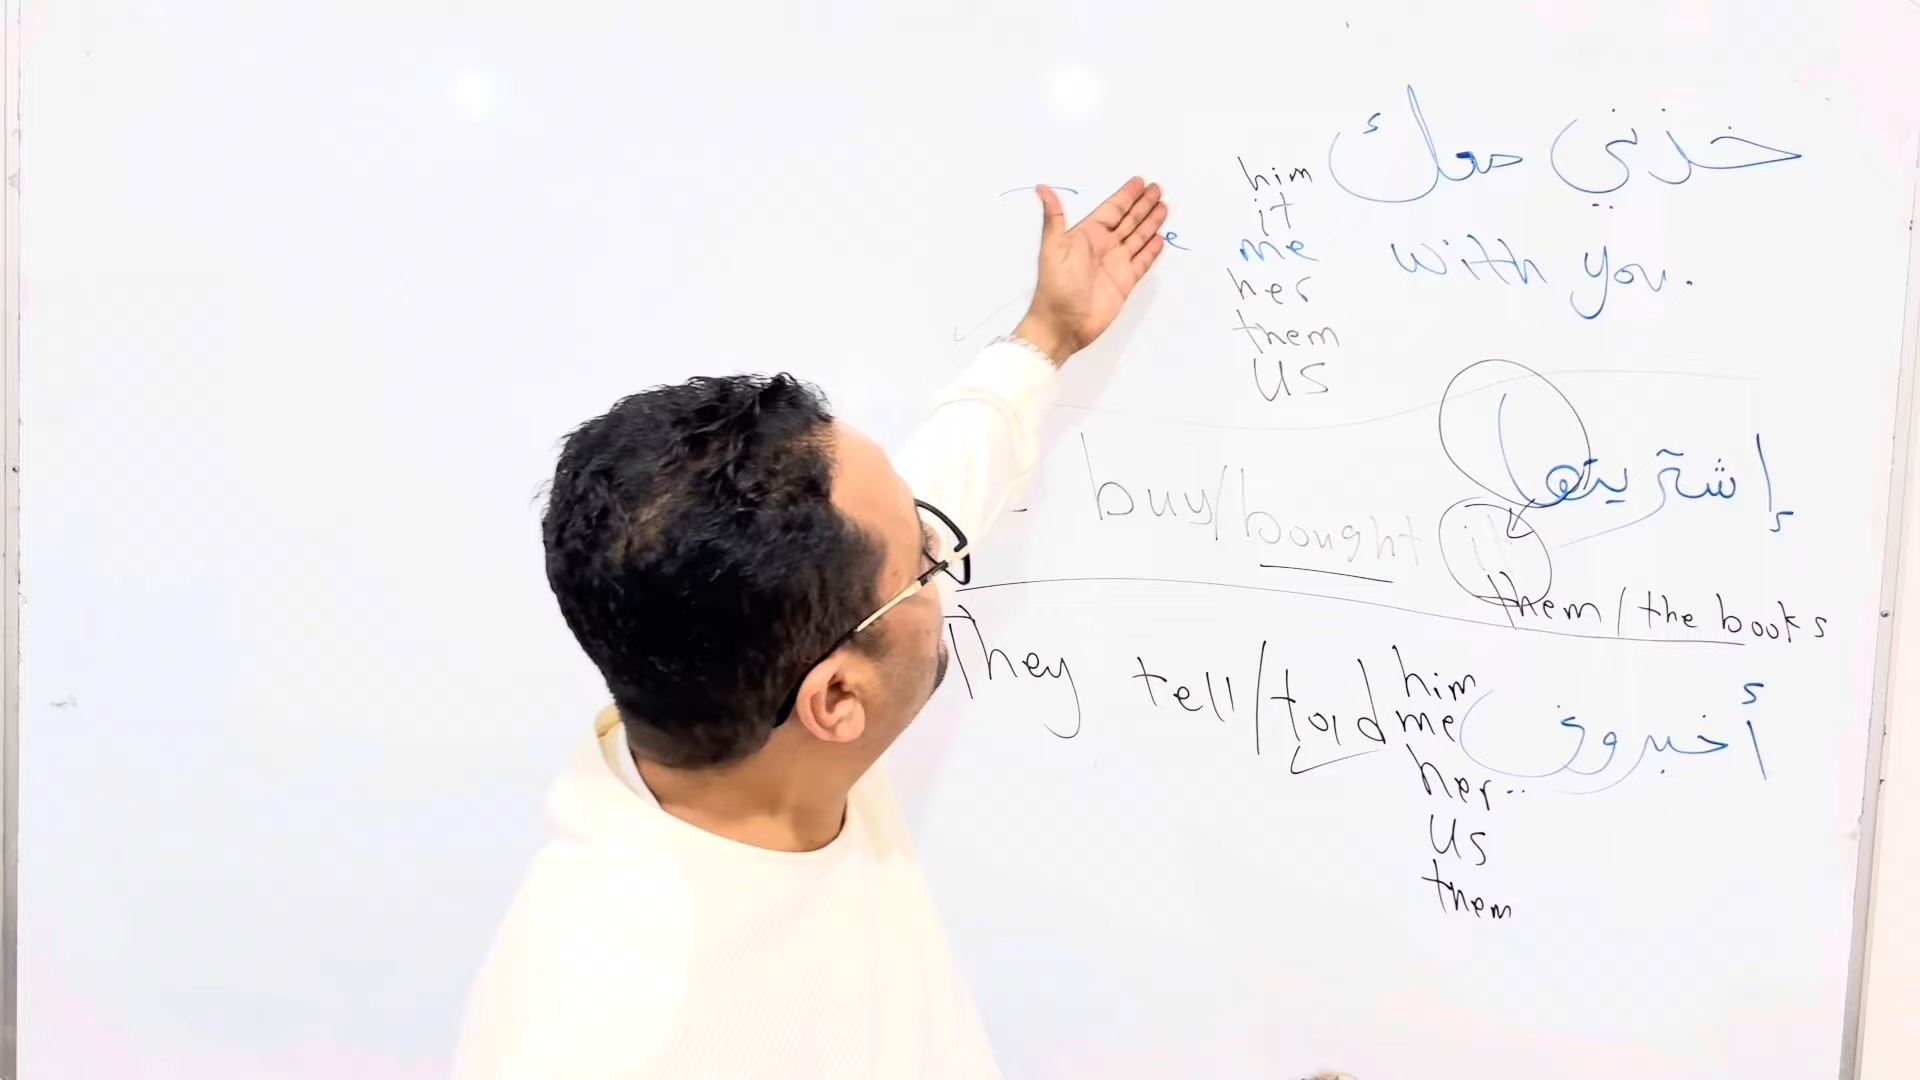 خذني معك
him
it
me with you.
her
them
us
إشتريتها
buy/bought it
them/the books
They tell/told me
him
her
us
them
أخبروني